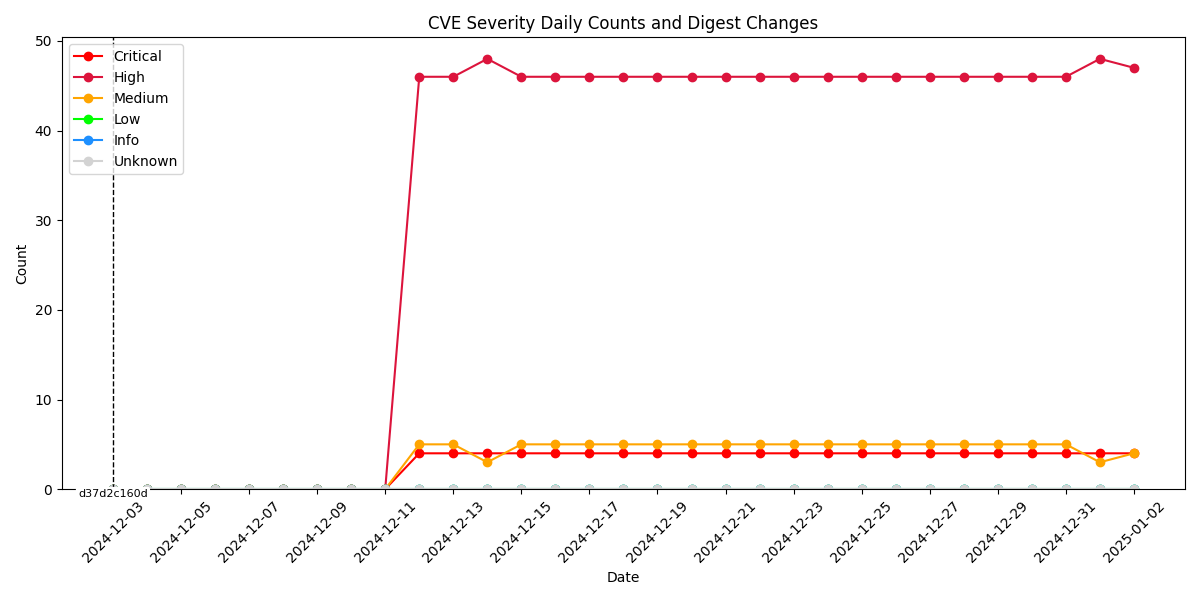 CVE Severity Daily Counts and Digest Changes
Critical
High
Medium
Low
Info
Unknown
50
40
30
20
10
0
Count
d37d2c160d
2024-12-03
2024-12-05
2024-12-07
2024-12-09
2024-12-11
2024-12-13
2024-12-15
2024-12-17
2024-12-19
2024-12-21
2024-12-23
2024-12-25
2024-12-27
2024-12-29
2024-12-31
2025-01-02
Date